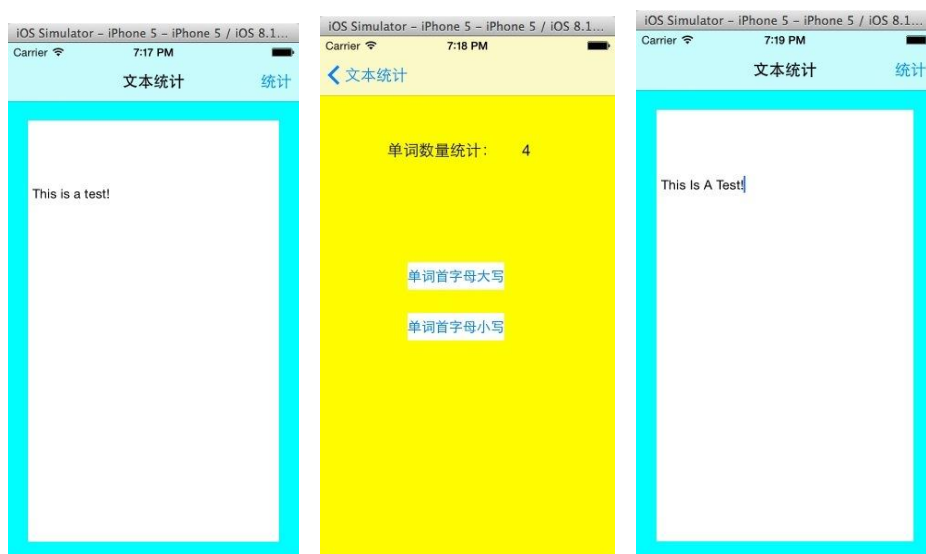 iOS Simulator – iPhone 5 – iPhone 5 / iOS 8.1...
Carrier 7:17 PM
文本统计 统计
This is a test!
iOS Simulator – iPhone 5 – iPhone 5 / iOS 8.1...
Carrier 7:18 PM
文本统计
单词数量统计: 4
单词首字母大写
单词首字母小写
iOS Simulator – iPhone 5 – iPhone 5 / iOS 8.1...
Carrier 7:19 PM
文本统计 统计
This Is A Test!